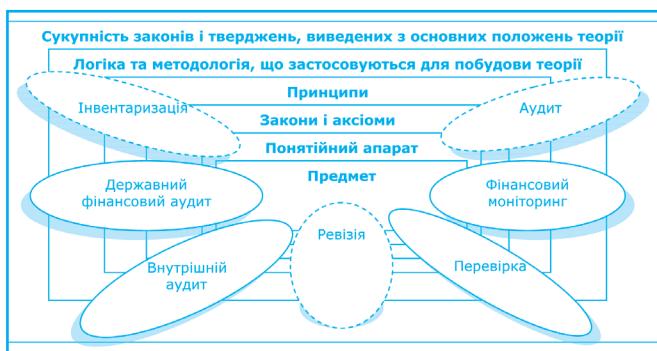 Сукупність законів і тверджень, виведених з основних положень теорії
Логіка та методологія, що застосовуються для побудови теорії
Принципи
Інвентаризація
Аудит
Закони і аксіоми
Понятійний апарат
Предмет
Державний
фінансовий аудит
Фінансовий
моніторинг
Ревізія
Внутрішній
аудит
Перевірка